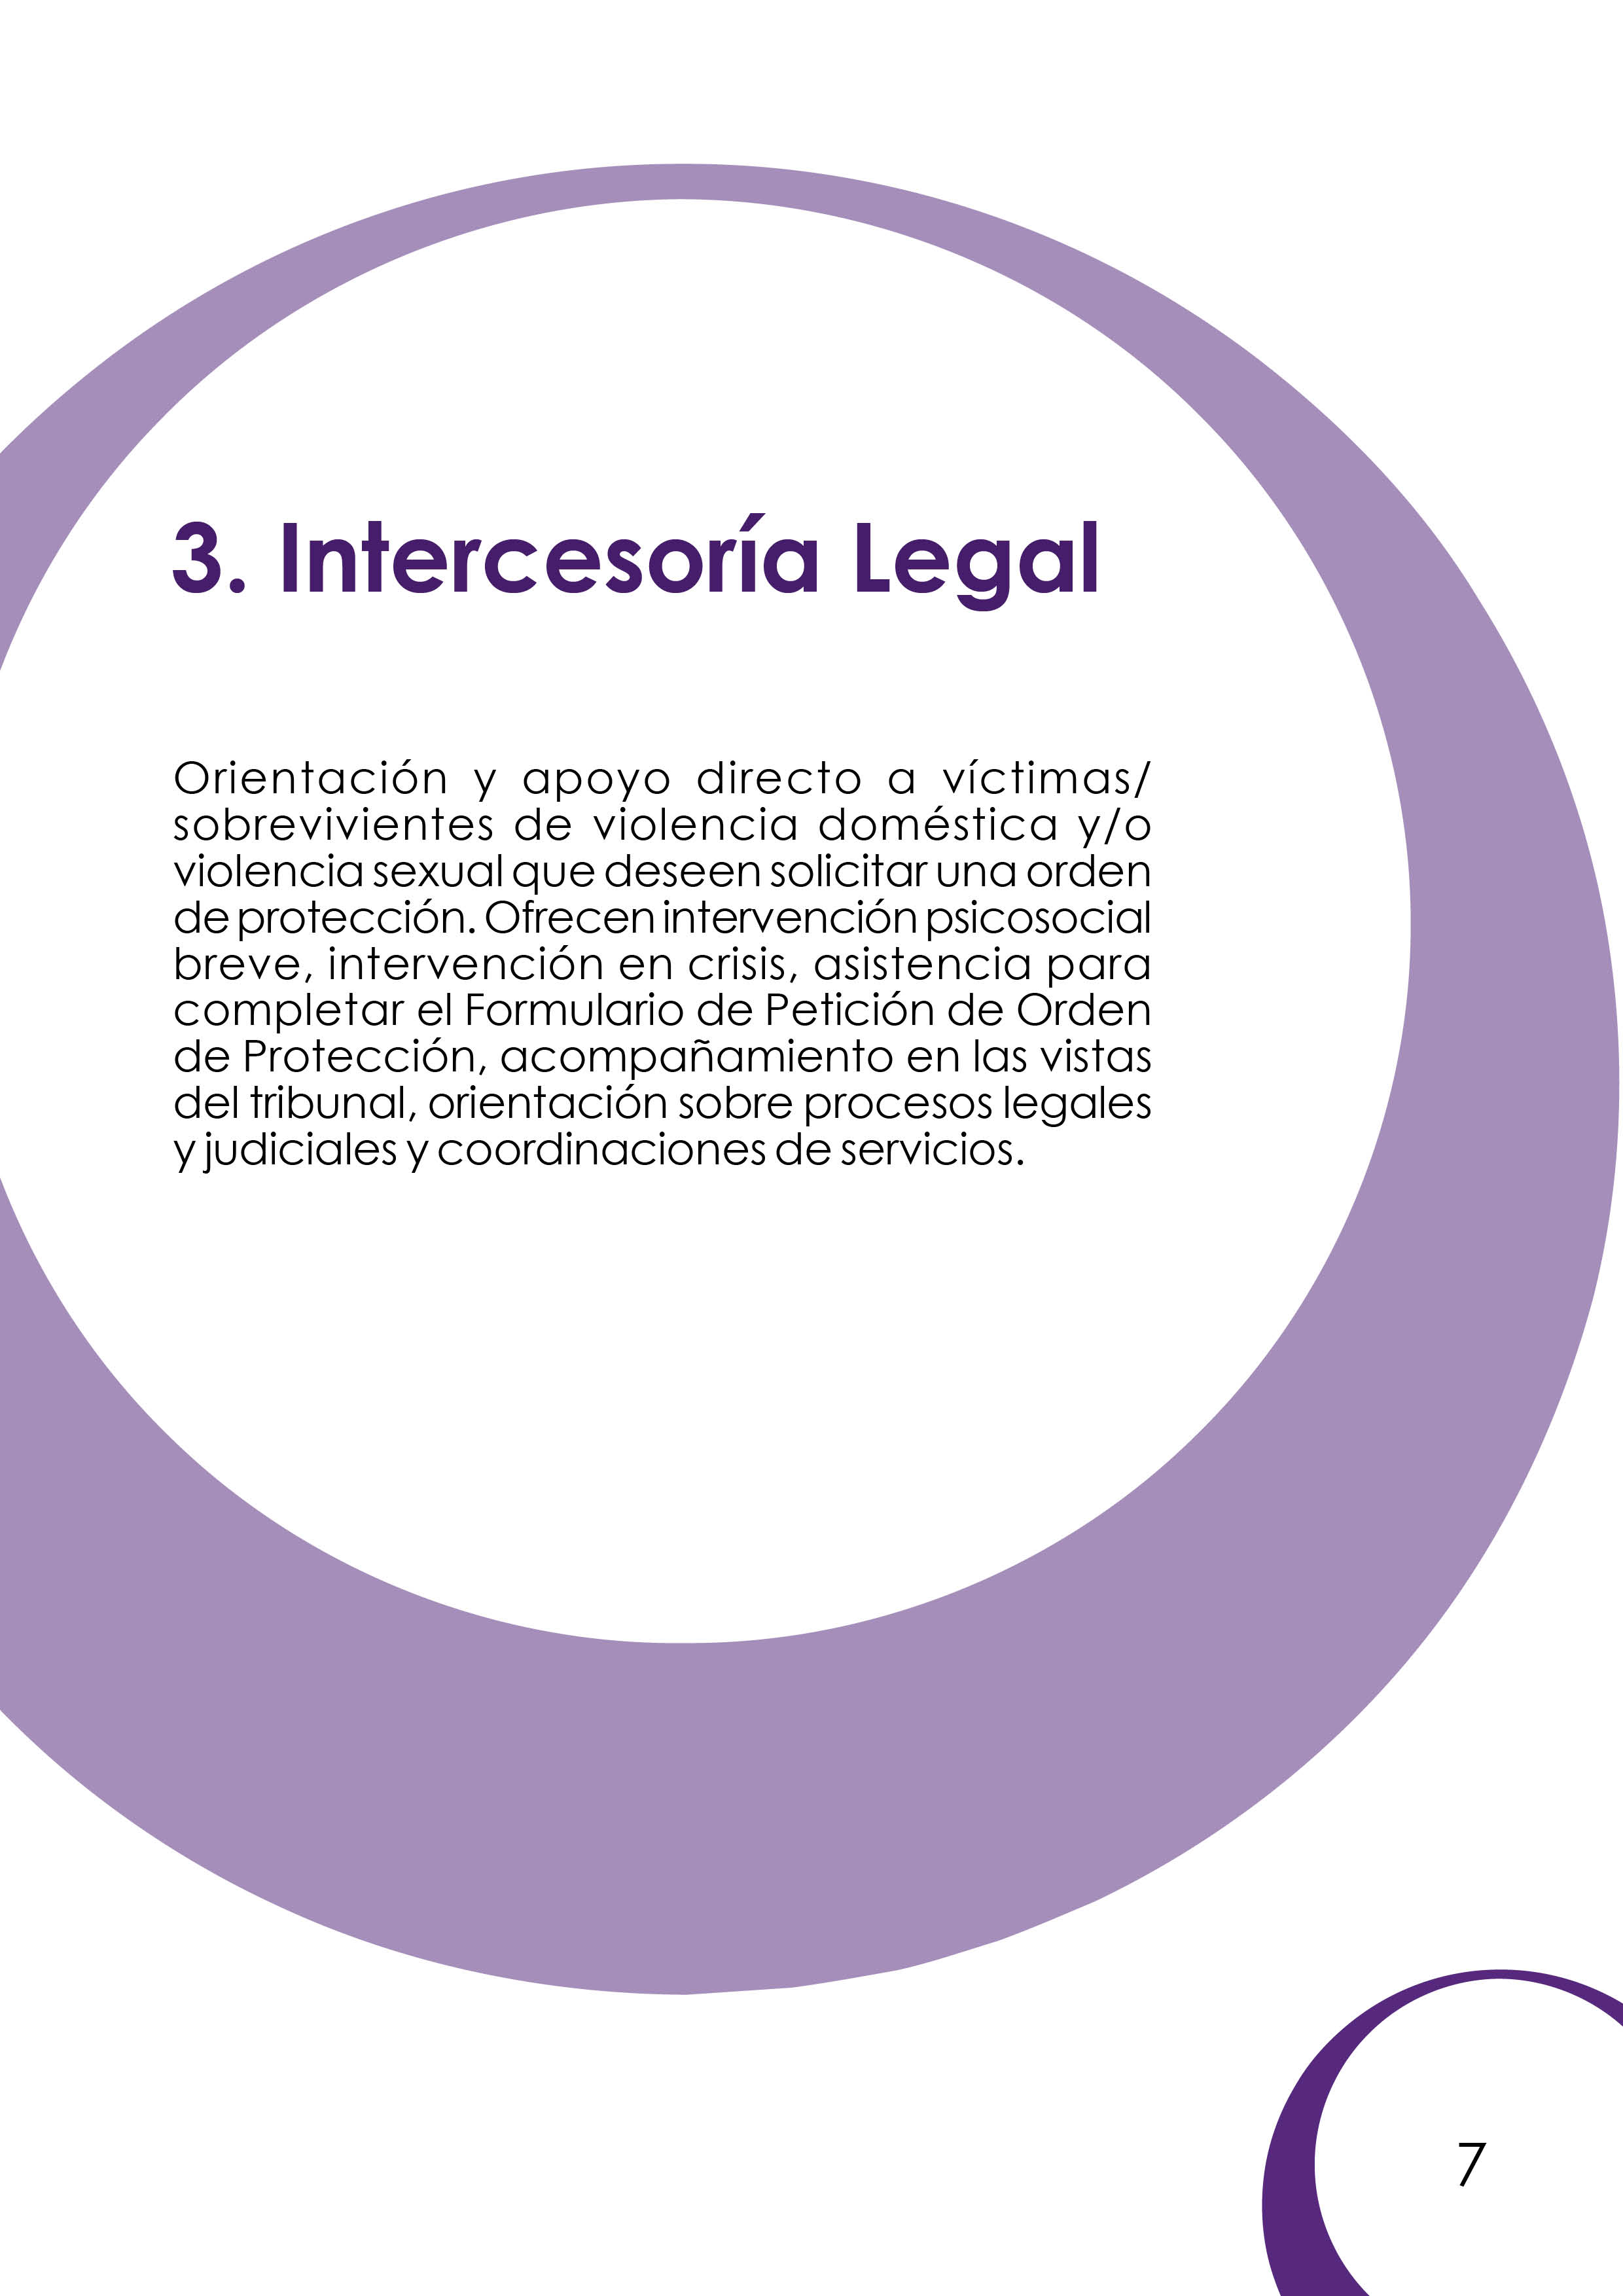 3. Intercesoría Legal
Orientación y apoyo directo a víctimas/
sobrevivientes de violencia doméstica y/o
violencia sexual que deseen solicitar una orden
de protección. Ofrecen intervención psicosocial
breve, intervención en crisis, asistencia para
completar el Formulario de Petición de Orden
de Protección, acompañamiento en las vistas
del tribunal, orientación sobre procesos legales
y judiciales y coordinaciones de servicios.
7